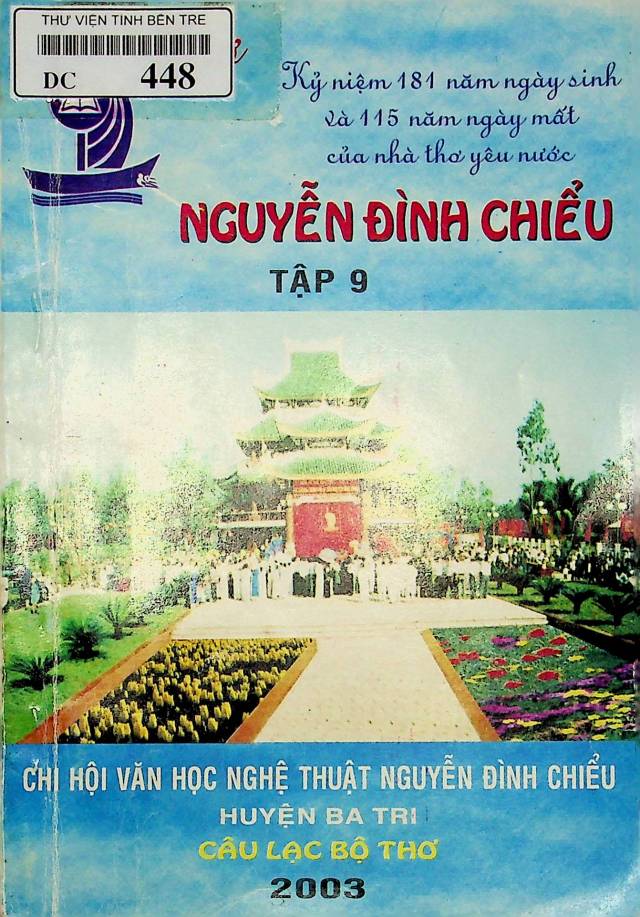 THƯ VIỆN TỈNH BẾN TRE
DC 448
Kỷ niệm 181 năm ngày sinh
và 115 năm ngày mất
của nhà thơ yêu nước
NGUYỄN ĐÌNH CHIỂU
TẬP 9
CHI HỘI VĂN HỌC NGHỆ THUẬT NGUYỄN ĐÌNH CHIỂU
HUYỆN BA TRI
CÂU LẠC BỘ THƠ
2003